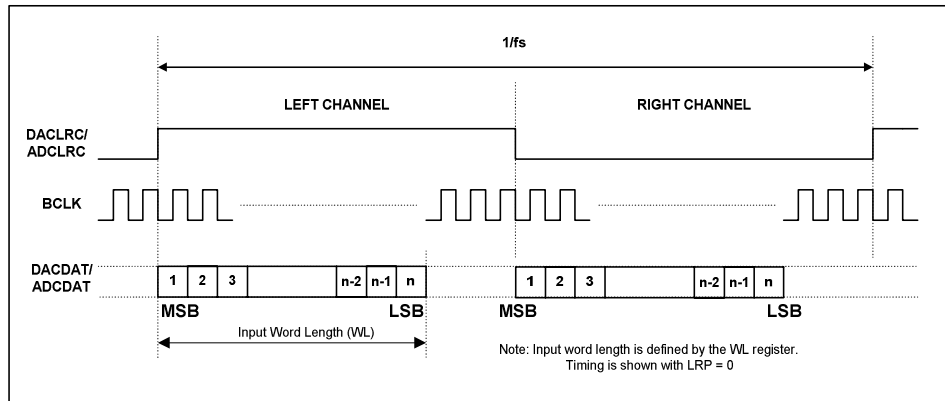 1/fs
LEFT CHANNEL
RIGHT CHANNEL
DACLRC/
ADCLRC
BCLK
DACDAT/
ADCDAT
1 2 3 n-2 n-1 n
1 2 3 n-2 n-1 n
MSB
LSB
MSB
LSB
Input Word Length (WL)
Note: Input word length is defined by the WL register.
Timing is shown with LRP = 0